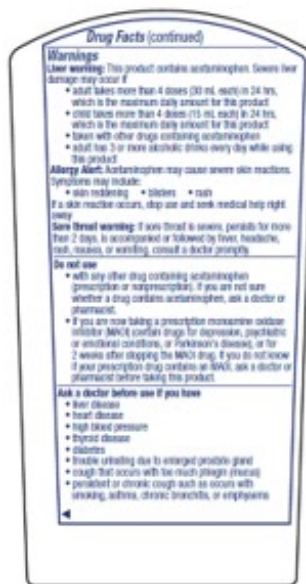 Drug Facts (continued)
Warnings
Liver warning: This product contains acetaminophen. Severe liver
damage may occur if
• adult takes more than 4 doses (30 mL each) in 24 hrs,
which is the maximum daily amount for this product
• child takes more than 4 doses (15 mL each) in 24 hrs,
which is the maximum daily amount for this product
• taken with other drugs containing acetaminophen
• adult has 3 or more alcoholic drinks every day while using
this product
Allergy Alert: Acetaminophen may cause severe skin reactions.
Symptoms may include:
• skin reddening • blisters • rash
If a skin reaction occurs, stop use and seek medical help right
away
Sore throat warning: If sore throat is severe, persists for more
than 2 days, is accompanied or followed by fever, headache,
rash, nausea, or vomiting, consult a doctor promptly.
Do not use
• with any other drug containing acetaminophen
(prescription or nonprescription). If you are not sure
whether a drug contains acetaminophen, ask a doctor or
pharmacist.
• if you are now taking a prescription monoamine oxidase
inhibitor (MAOI) (certain drugs for depression, psychiatric
or emotional conditions, or Parkinson's disease), or for
2 weeks after stopping the MAOI drug. If you do not know
if your prescription drug contains an MAOI, ask a doctor or
pharmacist before taking this product.
Ask a doctor before use if you have
• liver disease
• heart disease
• high blood pressure
• thyroid disease
• diabetes
• trouble urinating due to enlarged prostate gland
• cough that occurs with too much phlegm (mucus)
• persistent or chronic cough such as occurs with
smoking, asthma, chronic bronchitis, or emphysema